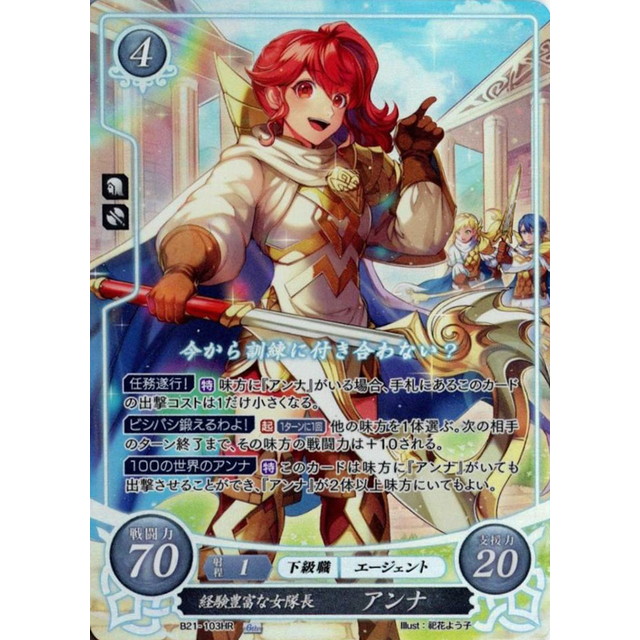 4
今から訓練に付き合わない？
任務遂行！ 特 味方に『アンナ』がいる場合、手札にあるこのカード
の出撃コストは1だけ小さくなる。
ビシバシ鍛えるわよ！ 起 1ターンに1回 他の味方を1体選ぶ。次の相手
のターン終了まで、その味方の戦闘力は＋10される。
100の世界のアンナ 特 このカードは味方に『アンナ』がいても
出撃させることができ、『アンナ』が2体以上味方にいてもよい。
戦闘力
70
射程 1 下級職 エージェント
支援力
20
経験豊富な女隊長 アンナ
B21-103HR
Illust：祀花よう子